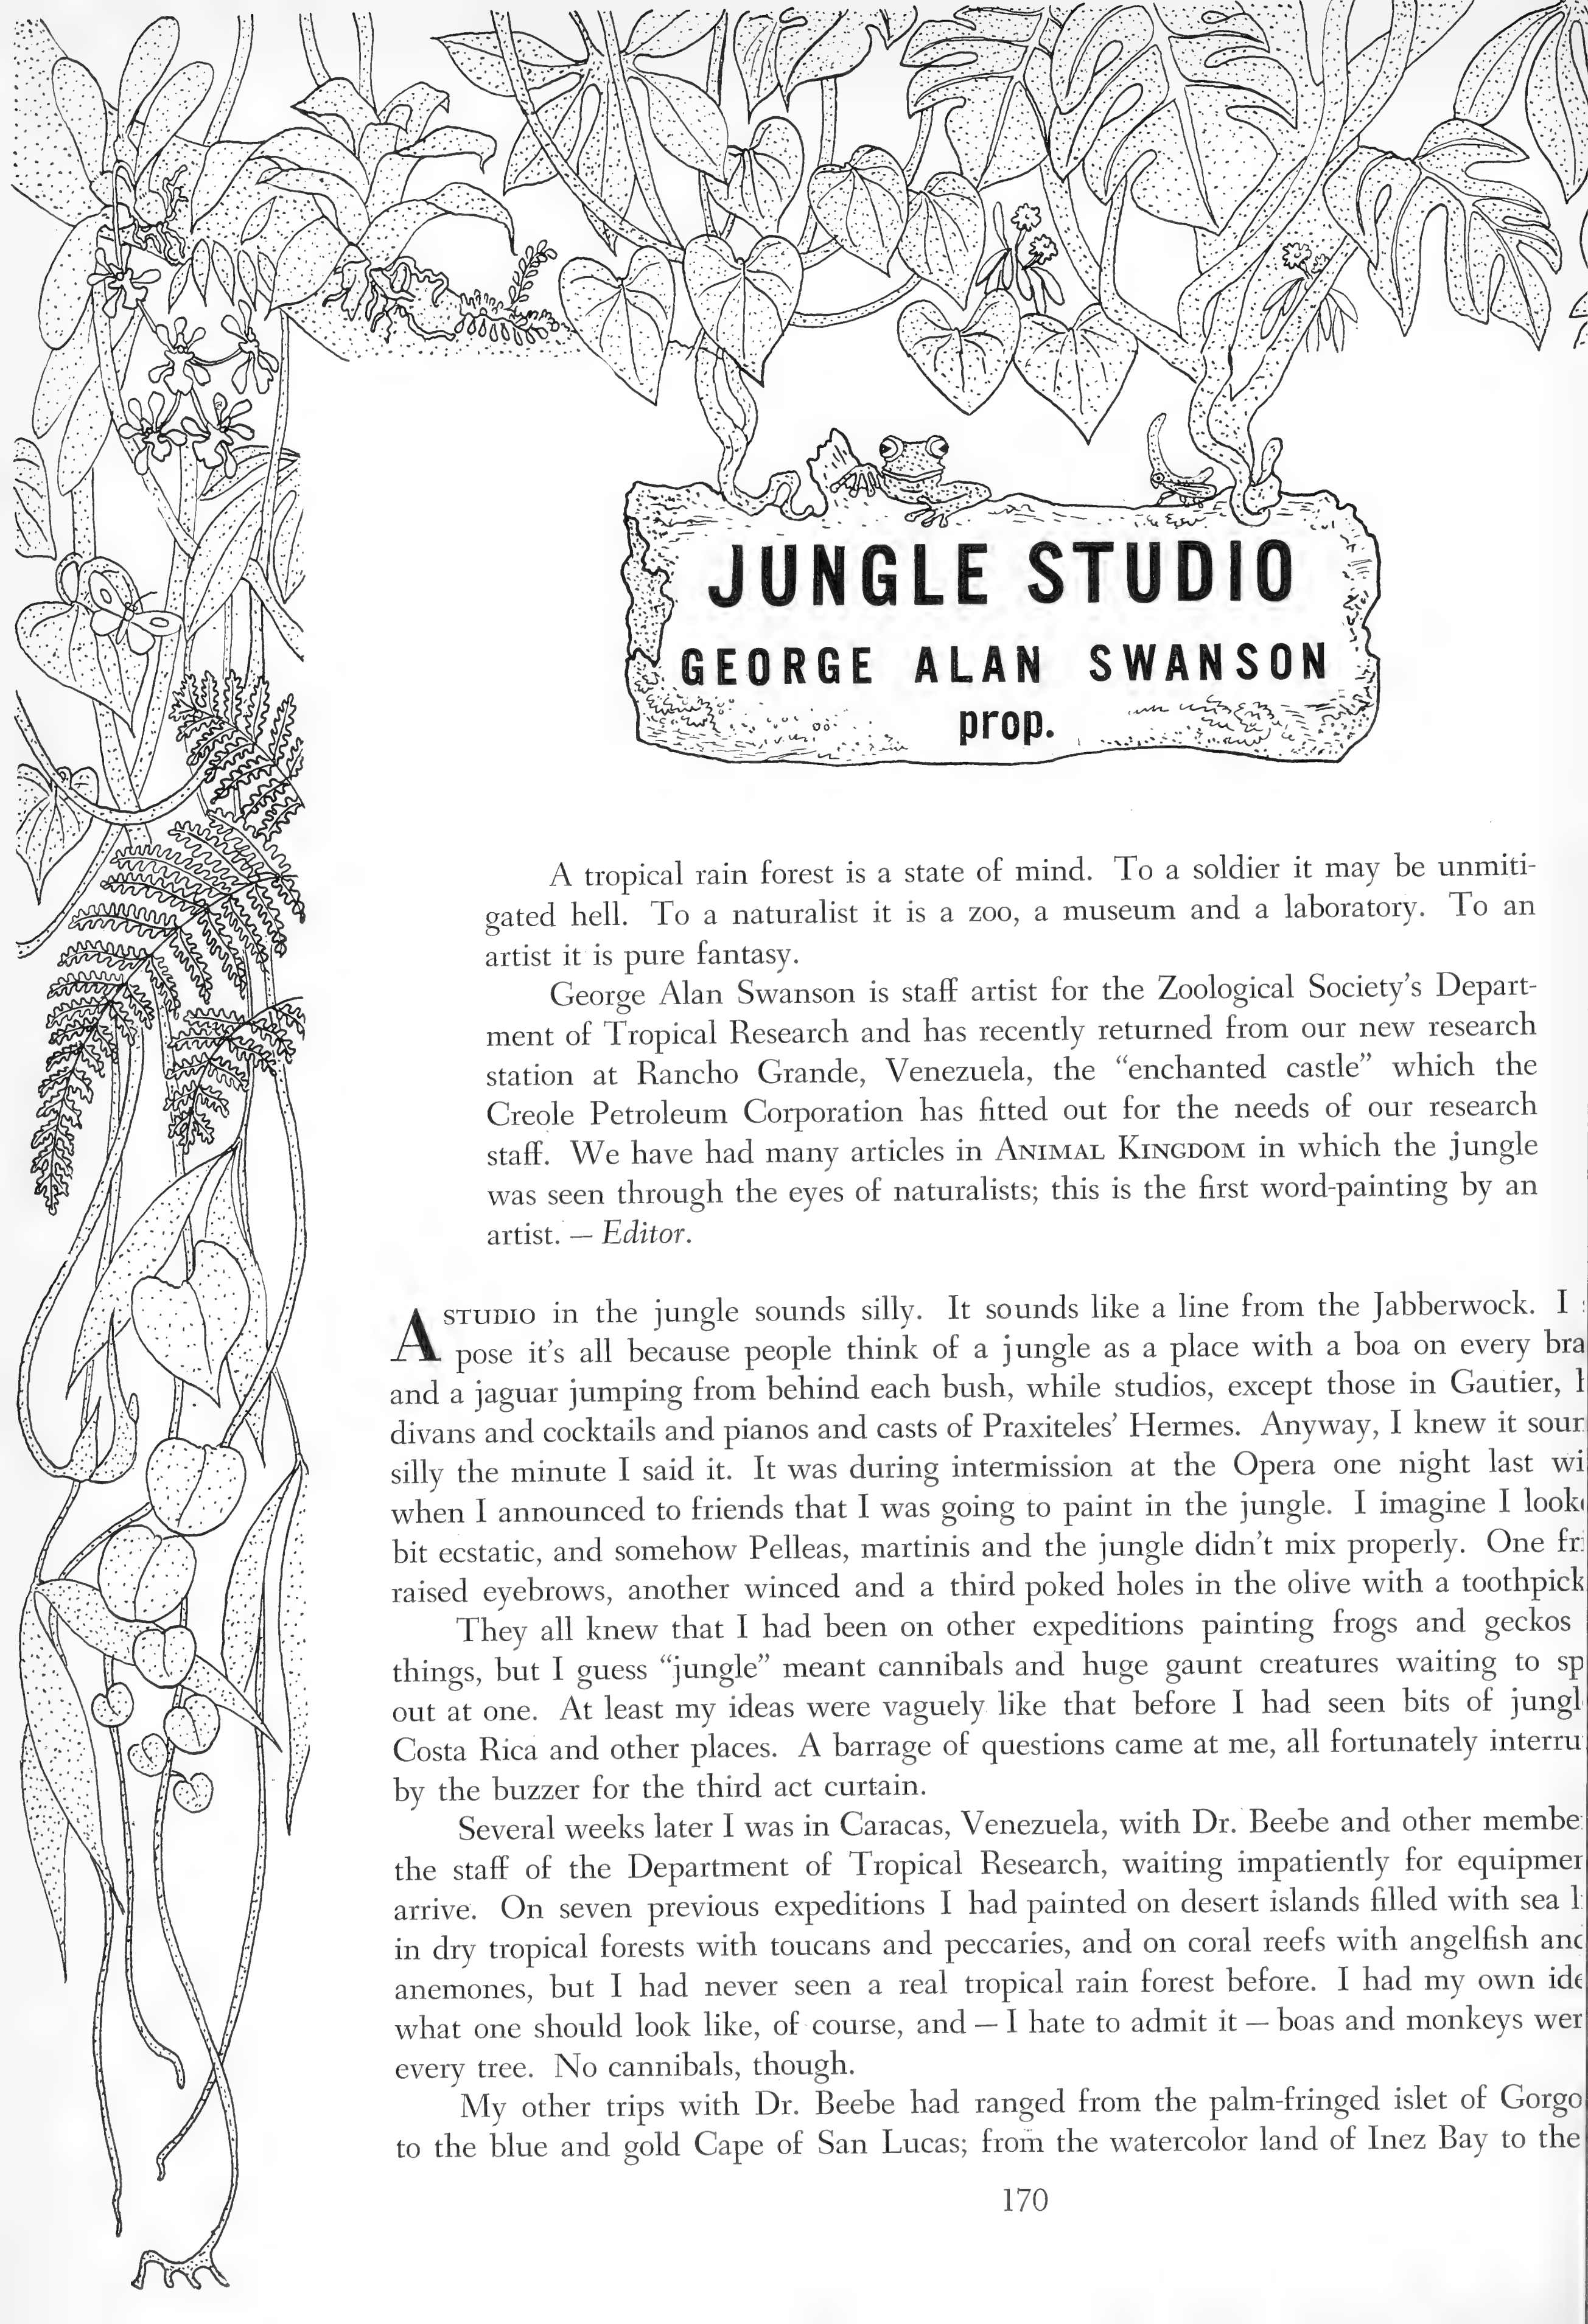 JUNGLE STUDIO
GEORGE ALAN SWANSON
prop.
A tropical rain forest is a state of mind. To a soldier it may be unmiti-
gated hell. To a naturalist it is a zoo, a museum and a laboratory. To an
artist it is pure fantasy.
George Alan Swanson is staff artist for the Zoological Society's Depart-
ment of Tropical Research and has recently returned from our new research
station at Rancho Grande, Venezuela, the “enchanted castle” which the
Creole Petroleum Corporation has fitted out for the needs of our research
staff. We have had many articles in ANIMAL KINGDOM in which the jungle
was seen through the eyes of naturalists; this is the first word-painting by an
artist. — Editor.
A STUDIO in the jungle sounds silly. It sounds like a line from the Jabberwock. I
pose it's all because people think of a jungle as a place with a boa on every
and a jaguar jumping from behind each bush, while studios, except those in Gautier,
divans and cocktails and pianos and casts of Praxiteles' Hermes. Anyway, I knew it
silly the minute I said it. It was during intermission at the Opera one night last
when I announced to friends that I was going to paint in the jungle. I imagine I
bit ecstatic, and somehow Pelleas, martinis and the jungle didn't mix properly. One
raised eyebrows, another winced and a third poked holes in the olive with a toothpick
They all knew that I had been on other expeditions painting frogs and geckos
things, but I guess “jungle” meant cannibals and huge gaunt creatures waiting to
out at one. At least my ideas were vaguely like that before I had seen bits of
Costa Rica and other places. A barrage of questions came at me, all fortunately
by the buzzer for the third act curtain.
Several weeks later I was in Caracas, Venezuela, with Dr. Beebe and other
the staff of the Department of Tropical Research, waiting impatiently for
arrive. On seven previous expeditions I had painted on desert islands filled with sea
in dry tropical forests with toucans and peccaries, and on coral reefs with angelfish
anemones, but I had never seen a real tropical rain forest before. I had my own
what one should look like, of course, and — I hate to admit it — boas and monkeys
every tree. No cannibals, though.
My other trips with Dr. Beebe had ranged from the palm-fringed islet of
to the blue and gold Cape of San Lucas; from the watercolor land of Inez Bay to the
170